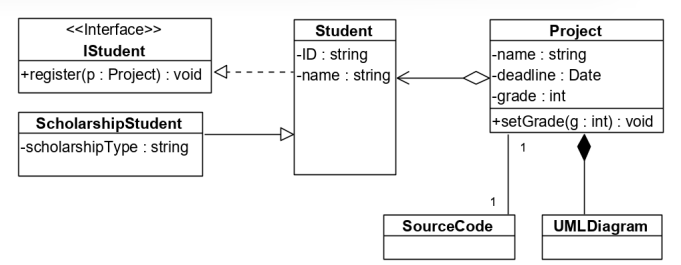 <<Interface>>
IStudent
+register(p : Project) : void
Student
-ID : string
-name : string
Project
-name : string
-deadline : Date
-grade : int
+setGrade(g : int) : void
ScholarshipStudent
-scholarshipType : string
1
1
SourceCode
UMLDiagram